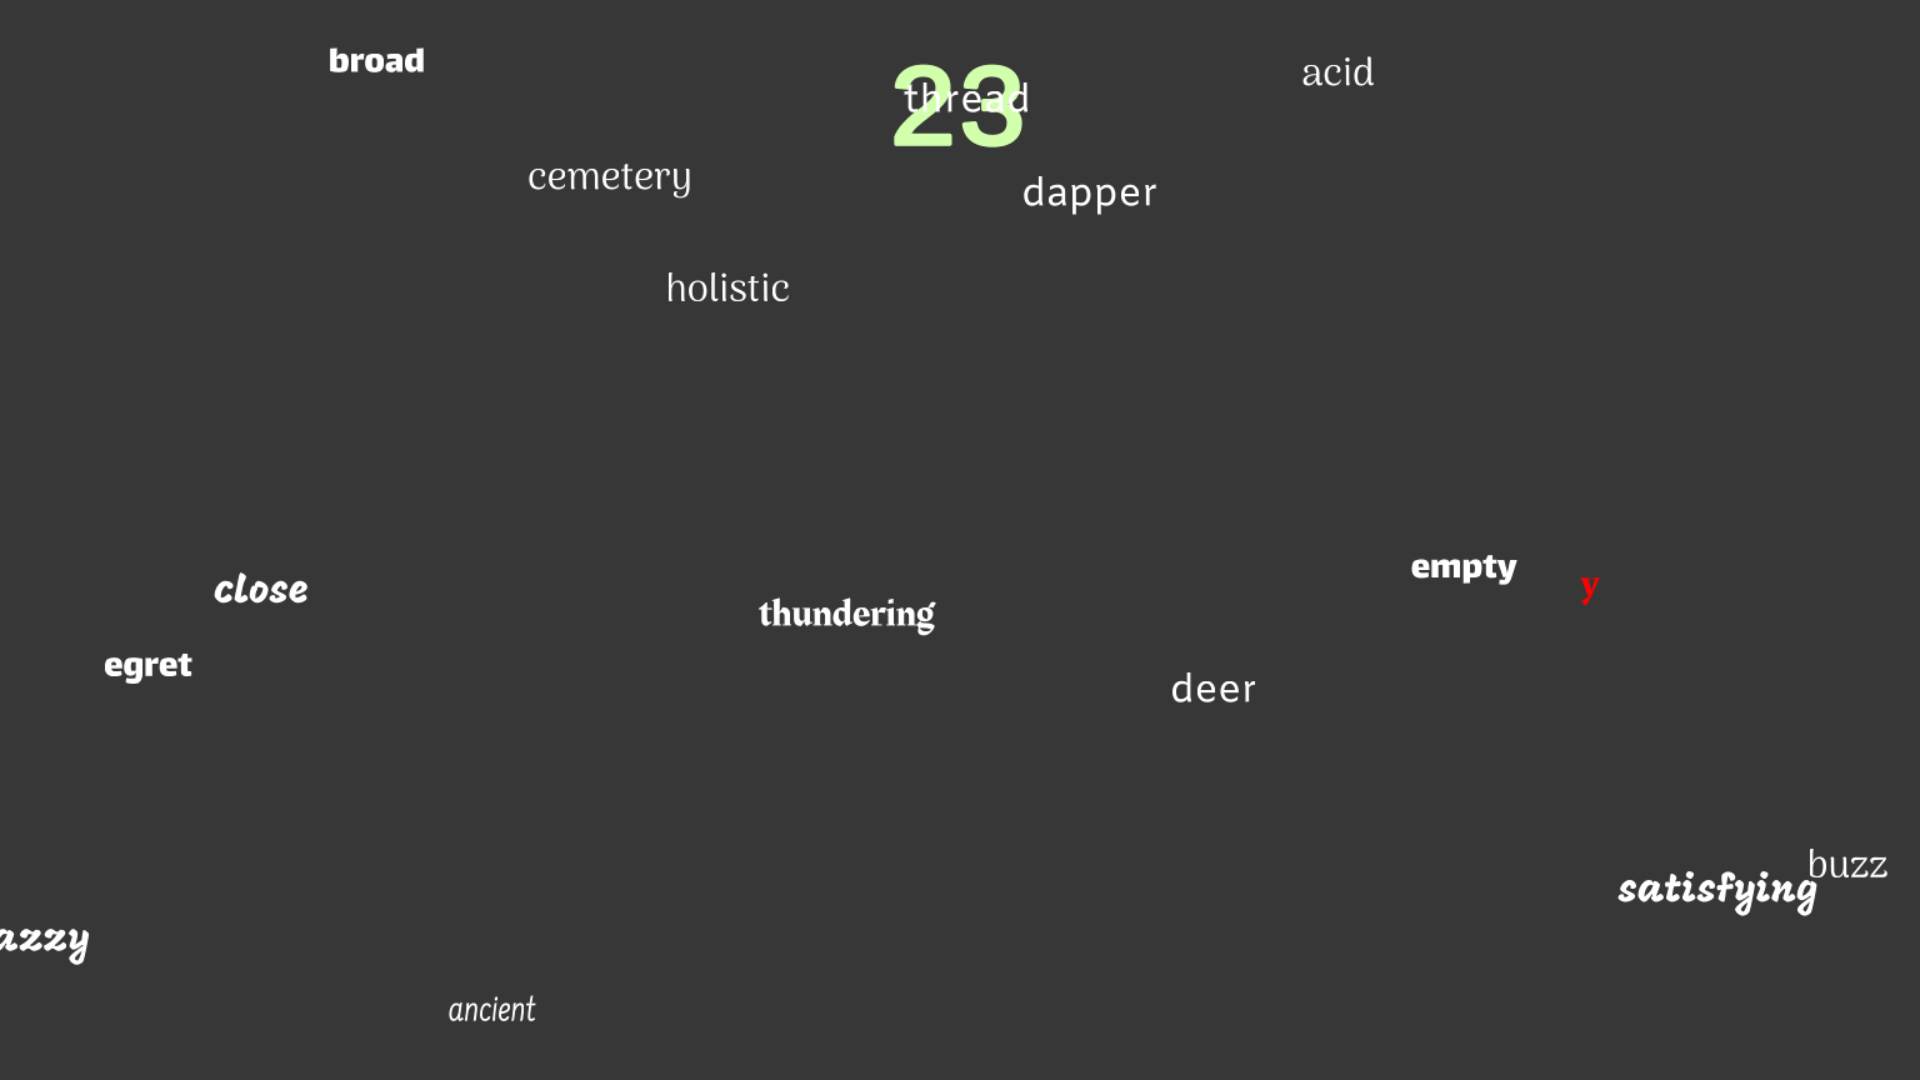 broad
23
thread
acid
cemetery
dapper
holistic
empty
y
close
thundering
egret
deer
buzz
satisfying
azzy
ancient